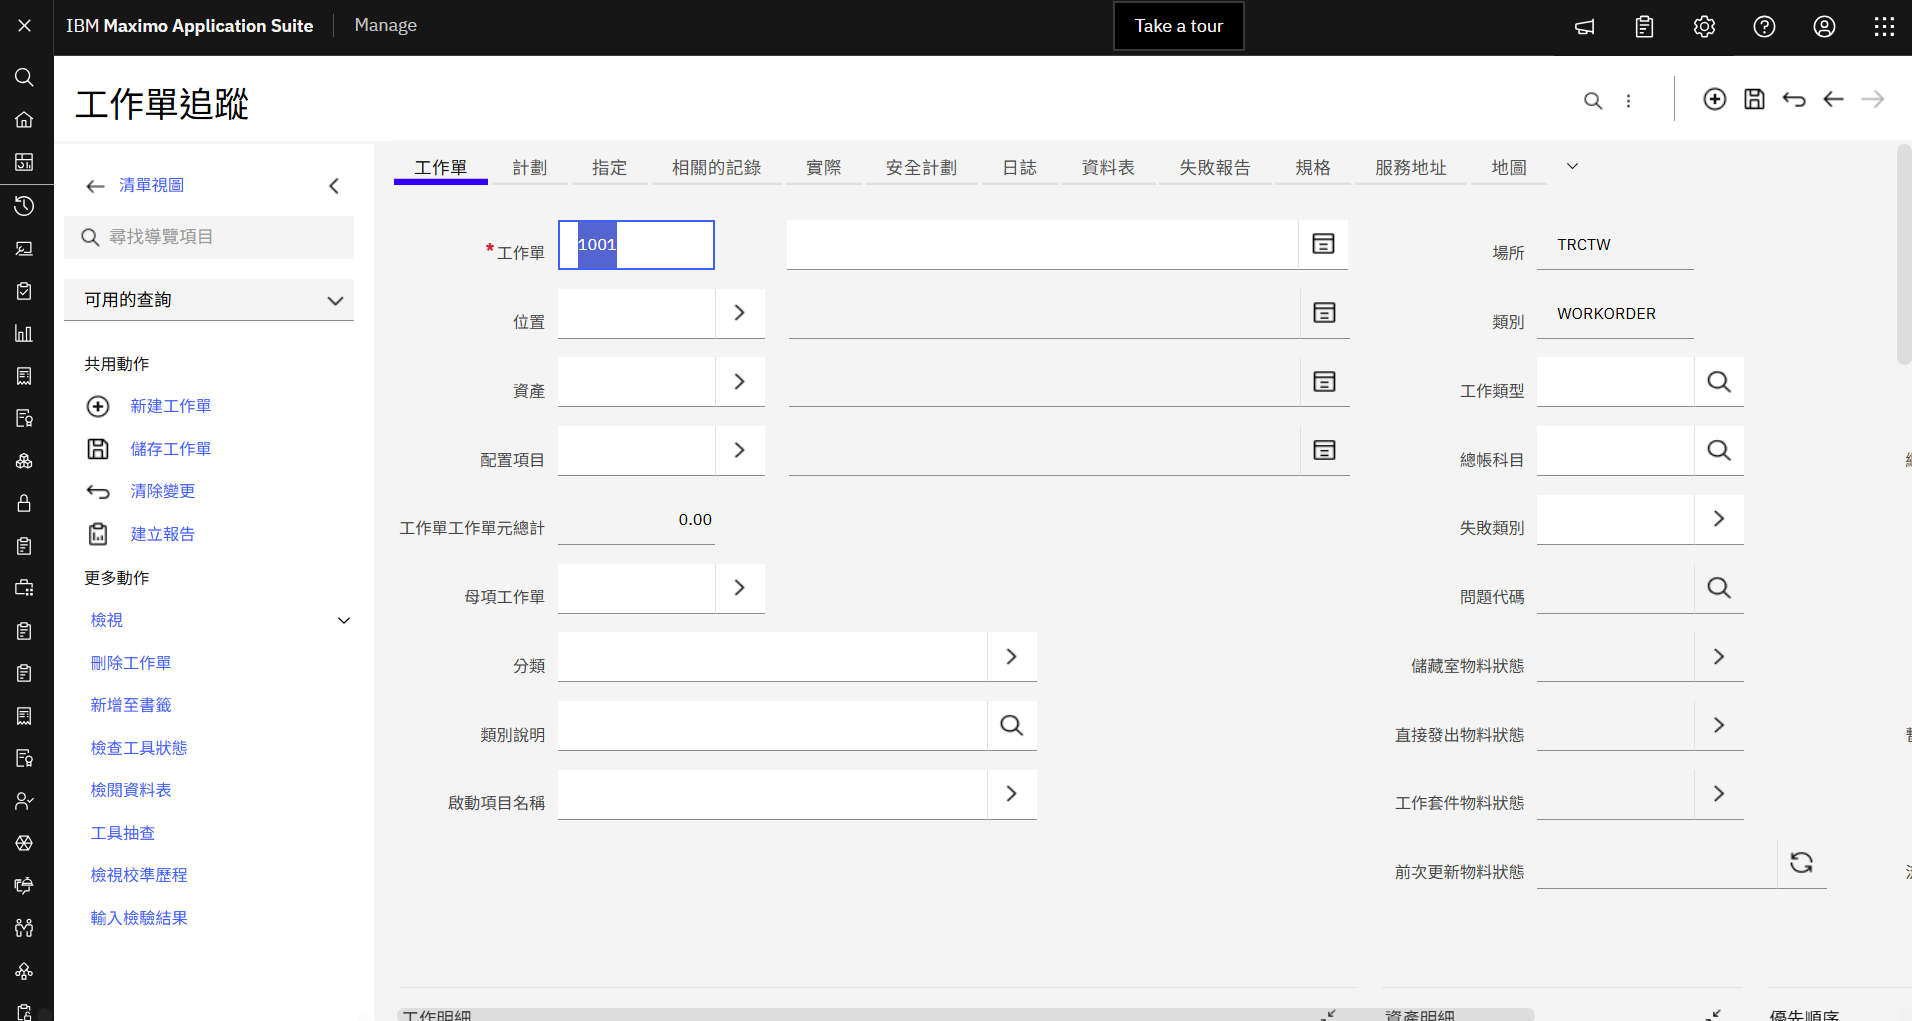 IBM Maximo Application Suite
Manage
Take a tour
工作單追蹤
清單視圖
尋找導覽項目
可用的查詢
共用動作
新建工作單
儲存工作單
清除變更
建立報告
更多動作
檢視
刪除工作單
新增至書籤
檢查工具狀態
檢閱資料表
工具抽查
檢視校準歷程
輸入檢驗結果
工作單
計劃
指定
相關的記錄
實際
安全計劃
日誌
資料表
失敗報告
規格
服務地址
地圖
*工作單
1001
位置
資產
配置項目
工作單工作單元總計
0.00
母項工作單
分類
類別說明
啟動項目名稱
場所
TRCTW
類別
WORKORDER
工作類型
總帳科目
失敗類別
問題代碼
儲藏室物料狀態
直接發出物料狀態
工作套件物料狀態
前次更新物料狀態
工作明細
資產明細
優先順序